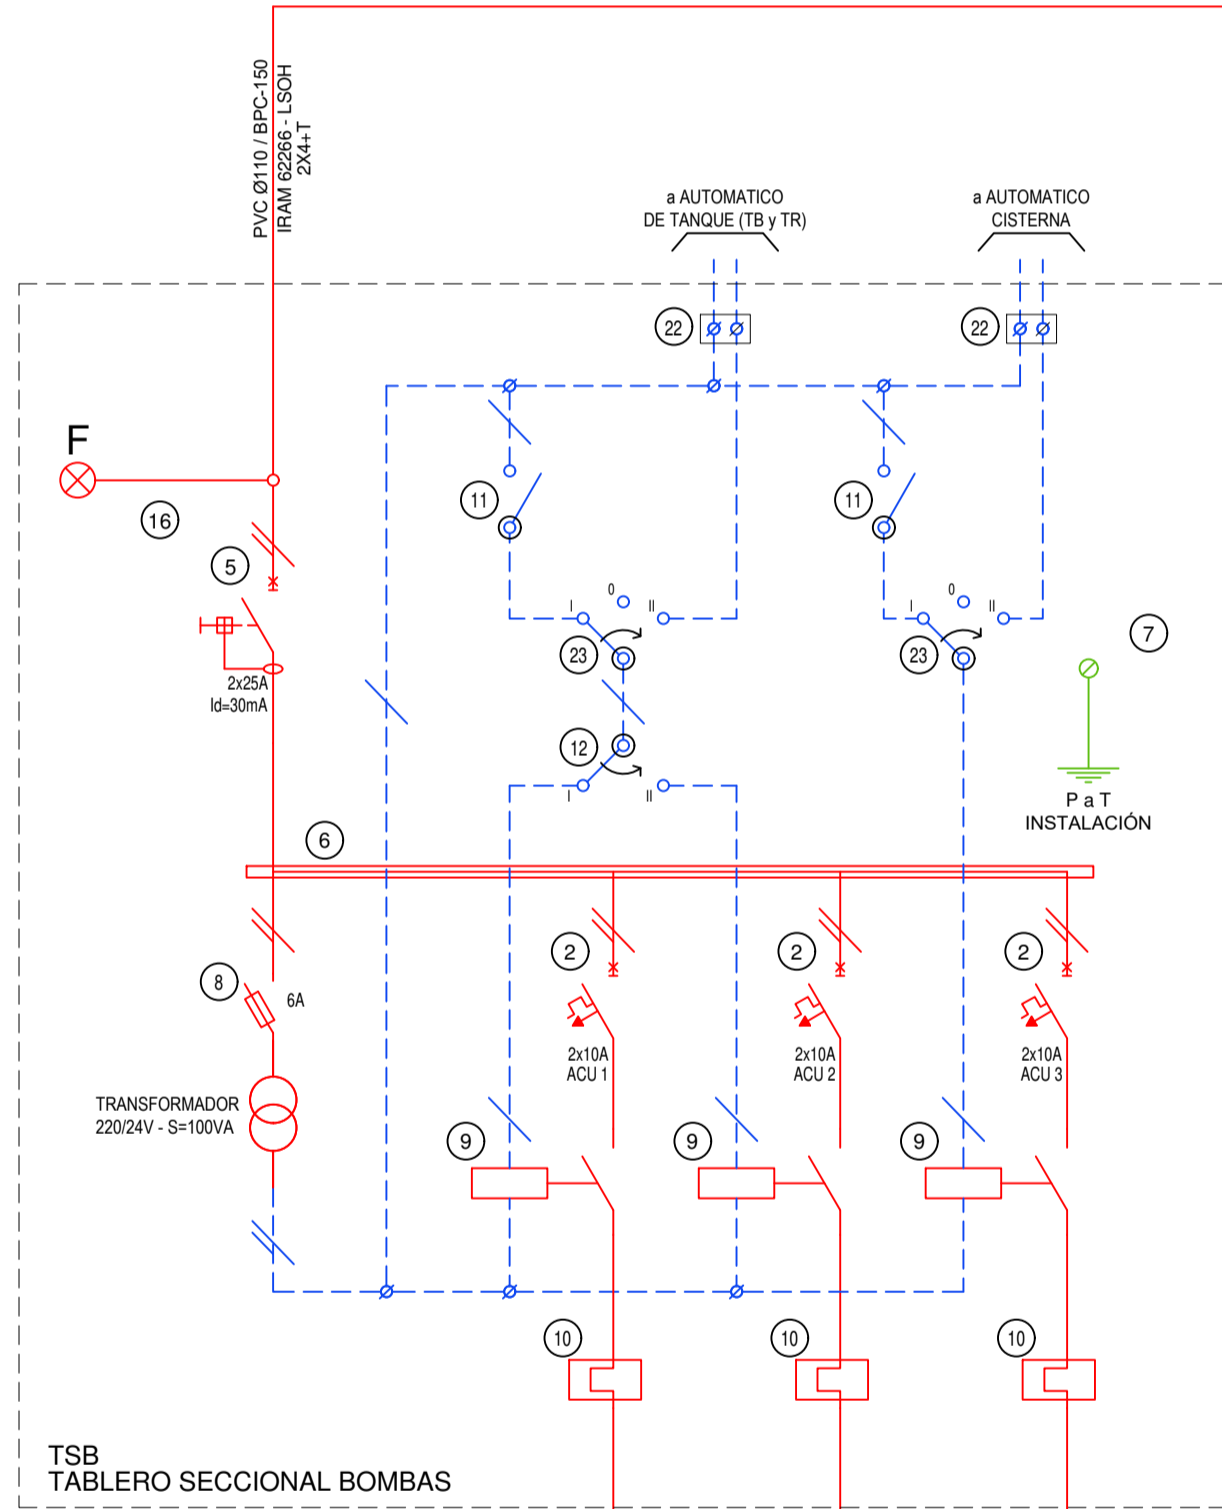 PVC Ø110 / BPC-150
IRAM 62266 - LSOH
2X4+T
a AUTOMATICO
DE TANQUE (TB y TR)
a AUTOMATICO
CISTERNA
22
22
F
16
5
2x25A
Id=30mA
11
11
I
0
II
23
I
0
II
23
7
12
I
II
P a T
INSTALACIÓN
6
8
6A
2
2
2
2x10A
ACU 1
2x10A
ACU 2
2x10A
ACU 3
TRANSFORMADOR
220/24V - S=100VA
9
9
9
10
10
10
TSB
TABLERO SECCIONAL BOMBAS